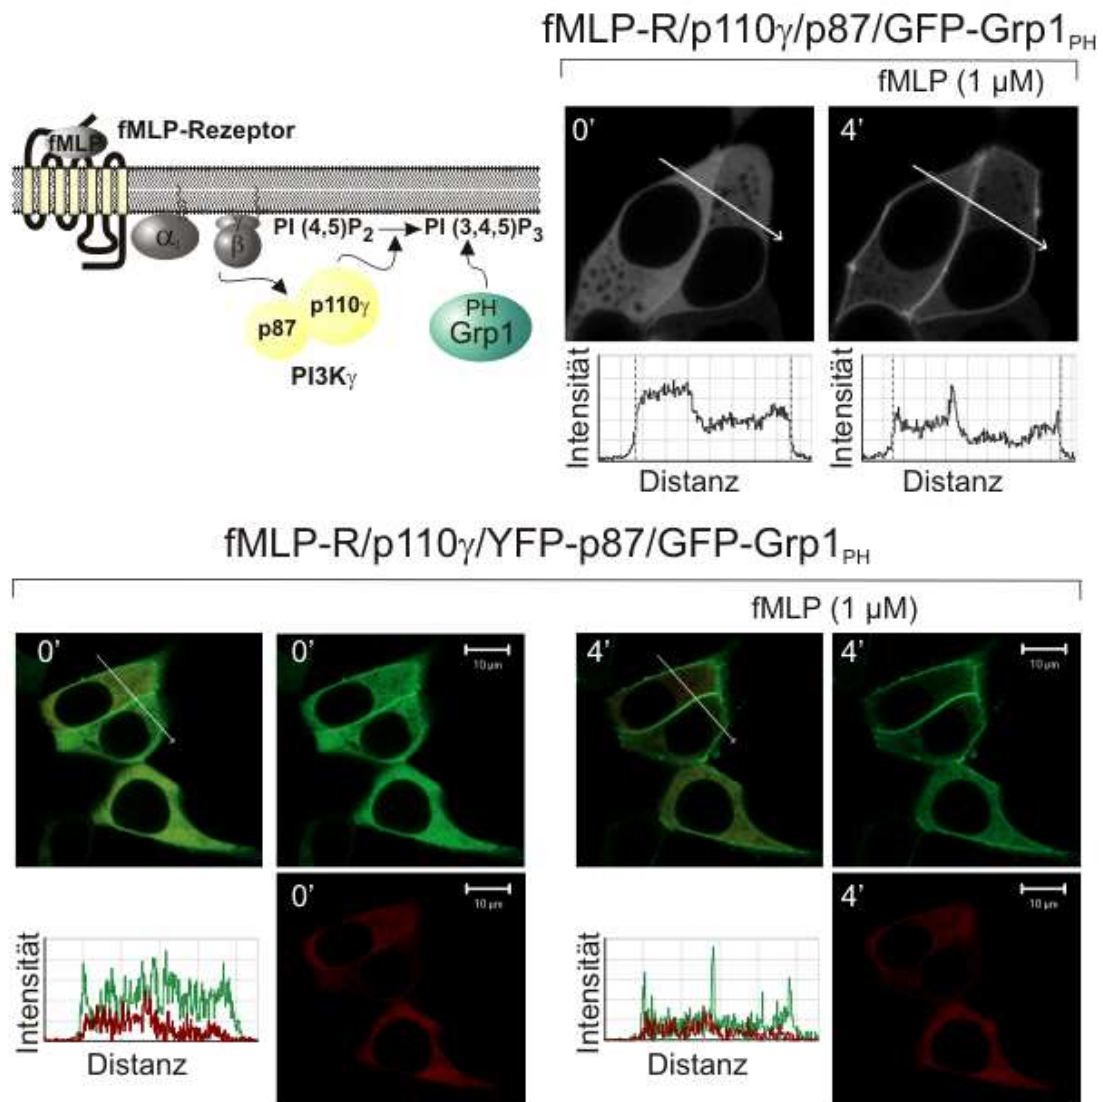 fMLP-R/p110γ/p87/GFP-Grp1PH
fMLP (1 µM)
0’
4’
fMLP
fMLP-Rezeptor
αi
γ
β
PI (4,5)P2
PI (3,4,5)P3
p87
p110γ
PH
Grp1
PI3Kγ
Intensität
Distanz
Intensität
Distanz
fMLP-R/p110γ/YFP-p87/GFP-Grp1PH
fMLP (1 µM)
0’
0’
10 µm
4’
4’
10 µm
0’
10 µm
4’
10 µm
Intensität
Distanz
Intensität
Distanz